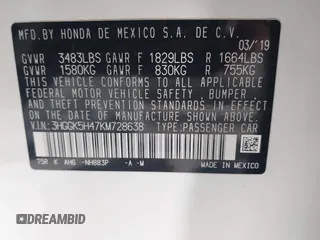 MFD.BY HONDA DE MEXICO S.A. DE C.V.
03/'19
GVWR 3483LBS GAWR F 1829LBS R 1664LBS
GVWR 1580KG GAWR F 830KG R 755KG
THIS VEHICLE CONFORMS TO ALL APPLICABLE
FEDERAL MOTOR VEHICLE SAFETY, BUMPER, AND
THEFT PREVENTION STANDARDS IN EFFECT ON
THE DATE OF MANUFACTURE SHOWN ABOVE.
V.I.N.: 3HGGK5H47KM728638 TYPE:PASSENGER CAR
T5R K AH6 -NH883P -A -M
MADE IN MEXICO
DREAMBID.COM